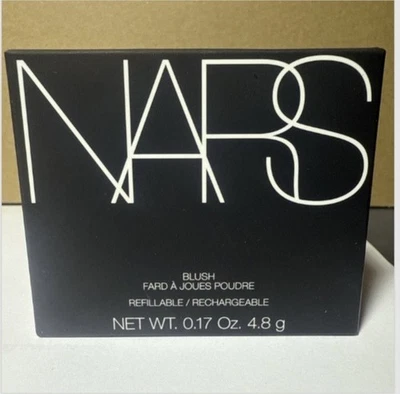 NARS
BLUSH
FARD À JOUES POUDRE
REFILLABLE / RECHARGEABLE
NET WT. 0.17 Oz. 4.8 g